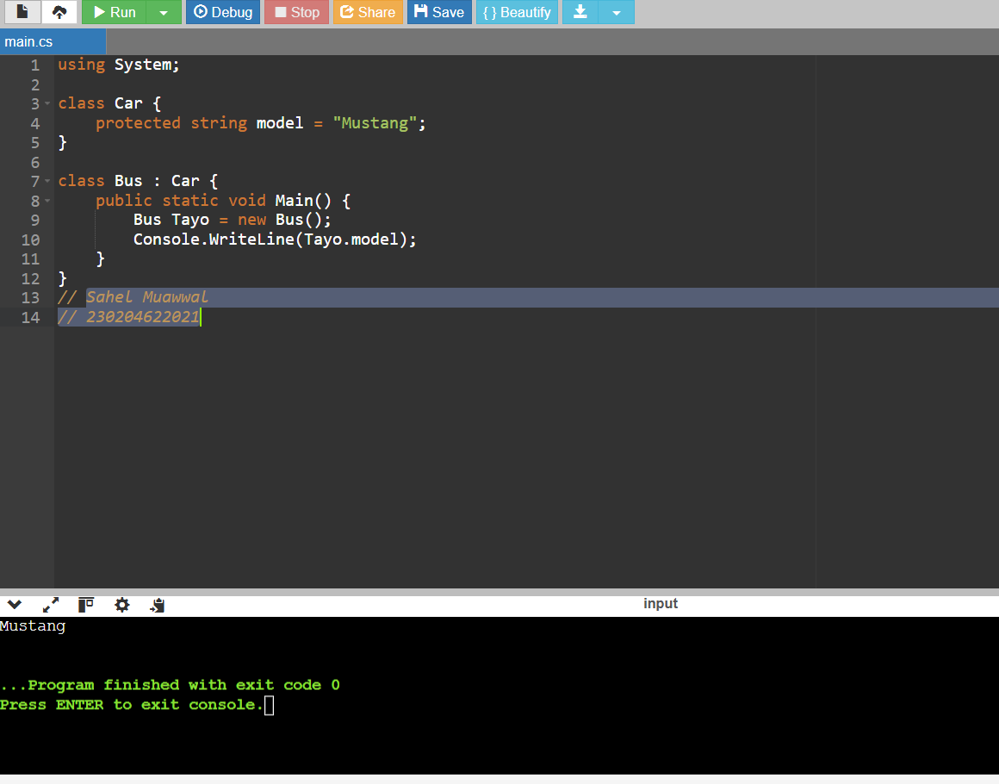 Run Debug Stop Share Save { } Beautify
main.cs
1 using System;
2
3 class Car {
4     protected string model = "Mustang";
5 }
6
7 class Bus : Car {
8     public static void Main() {
9         Bus Tayo = new Bus();
10         Console.WriteLine(Tayo.model);
11     }
12 }
13 // Sahel Muawwal
14 // 230204622021
input
Mustang
...Program finished with exit code 0
Press ENTER to exit console.